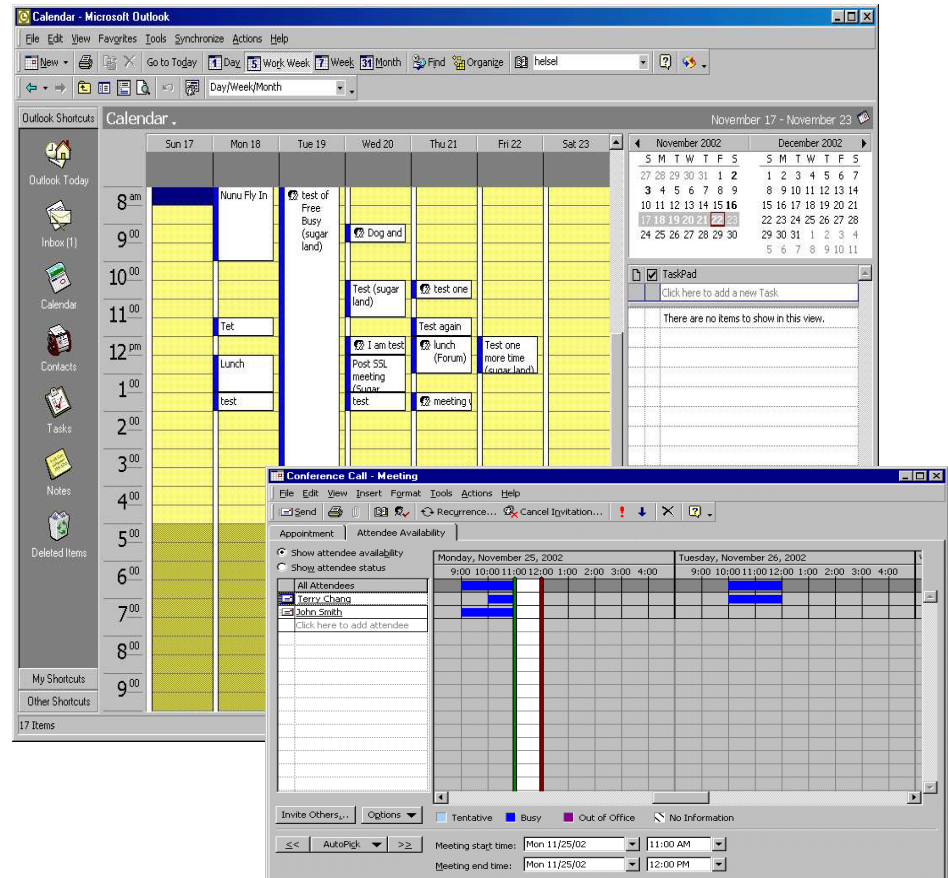 Calendar - Microsoft Outlook
File Edit View Favorites Tools Synchronize Actions Help
New Go to Today 1 Day 5 Work Week 7 Week 31 Month Find Organize helsel
Day/Week/Month
Outlook Shortcuts
Outlook Today
Inbox (1)
Calendar
Contacts
Tasks
Notes
Deleted Items
My Shortcuts
Other Shortcuts
17 Items
Calendar . November 17 - November 23
Sun 17 Mon 18 Tue 19 Wed 20 Thu 21 Fri 22 Sat 23
8 am
9 00
10 00
11 00
12 pm
1 00
2 00
3 00
4 00
5 00
6 00
7 00
8 00
9 00
Nunu Fly In
Tet
Lunch
test
test of
Free
Busy
(sugar
land)
Dog and
Test (sugar
land)
I am test
Post SSL
meeting
(Sugar
test
test one
Test again
lunch
(Forum)
meeting
Test one
more time
(sugar land)
November 2002
S M T W T F S
27 28 29 30 31 1 2
3 4 5 6 7 8 9
10 11 12 13 14 15 16
17 18 19 20 21 22 23
24 25 26 27 28 29 30
December 2002
S M T W T F S
1 2 3 4 5 6 7
8 9 10 11 12 13 14
15 16 17 18 19 20 21
22 23 24 25 26 27 28
29 30 31 1 2 3 4
5 6 7 8 9 10 11
TaskPad
Click here to add a new Task
There are no items to show in this view.
Conference Call - Meeting
File Edit View Insert Format Tools Actions Help
Send Recurrence... Cancel Invitation...
Appointment Attendee Availability
Show attendee availability
Show attendee status
All Attendees
Terry Chang
John Smith
Click here to add attendee
Monday, November 25, 2002 Tuesday, November 26, 2002
9:00 10:00 11:00 12:00 1:00 2:00 3:00 4:00 9:00 10:00 11:00 12:00 1:00 2:00 3:00 4:00
Invite Others... Options Tentative Busy Out of Office No Information
<< AutoPick >> Meeting start time: Mon 11/25/02 11:00 AM
Meeting end time: Mon 11/25/02 12:00 PM